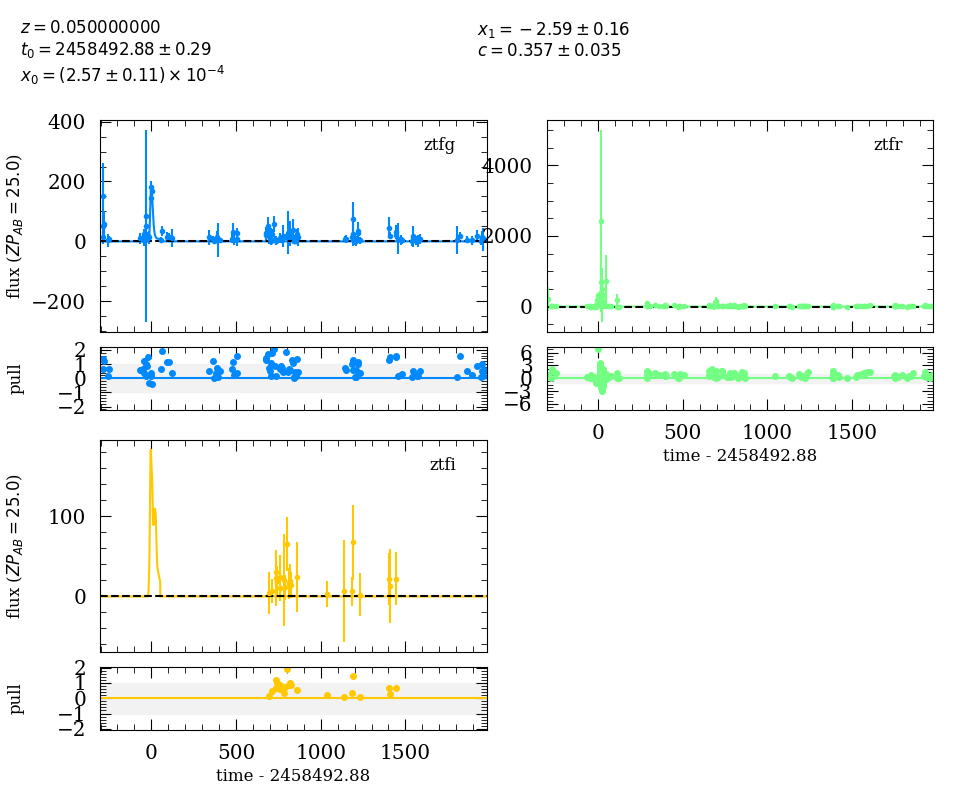 z = 0.050000000
t₀ = 2458492.88 ± 0.29
x₀ = (2.57 ± 0.11) × 10⁻⁴
x₁ = −2.59 ± 0.16
c = 0.357 ± 0.035
ztfg
flux (ZP_AB = 25.0)
400
200
0
−200
pull
2
1
0
−1
−2
ztfr
4000
2000
0
6
3
0
−3
−6
0 500 1000 1500
time - 2458492.88
ztfi
flux (ZP_AB = 25.0)
100
0
pull
2
1
0
−1
−2
0 500 1000 1500
time - 2458492.88